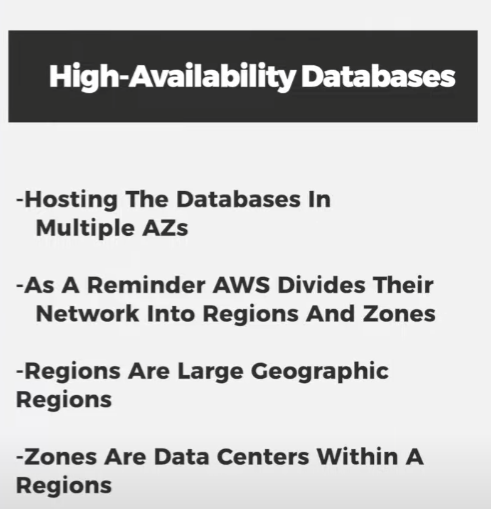 High-Availability Databases
-Hosting The Databases In
Multiple AZs
-As A Reminder AWS Divides Their
Network Into Regions And Zones
-Regions Are Large Geographic
Regions
-Zones Are Data Centers Within A
Regions